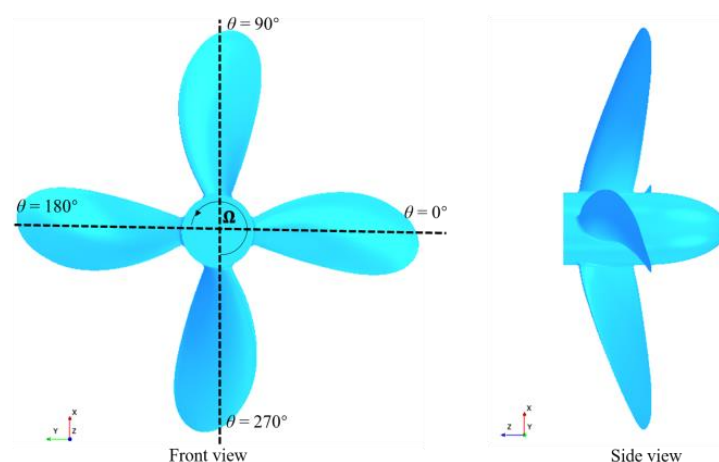 θ = 90°
θ = 180°
Ω
θ = 0°
θ = 270°
X
Y
Z
X
Z
Y
Front view
Side view